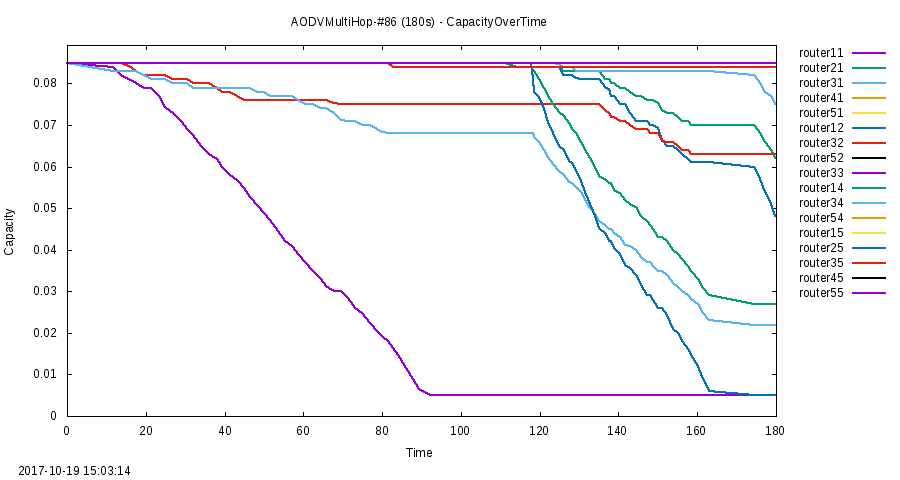 AODVMultiHop-#86 (180s) - CapacityOverTime
0.08
0.07
0.06
0.05
0.04
0.03
0.02
0.01
0
Capacity
0 20 40 60 80 100 120 140 160 180
Time
router11
router21
router31
router41
router51
router12
router32
router52
router33
router14
router34
router54
router15
router25
router35
router45
router55
2017-10-19 15:03:14